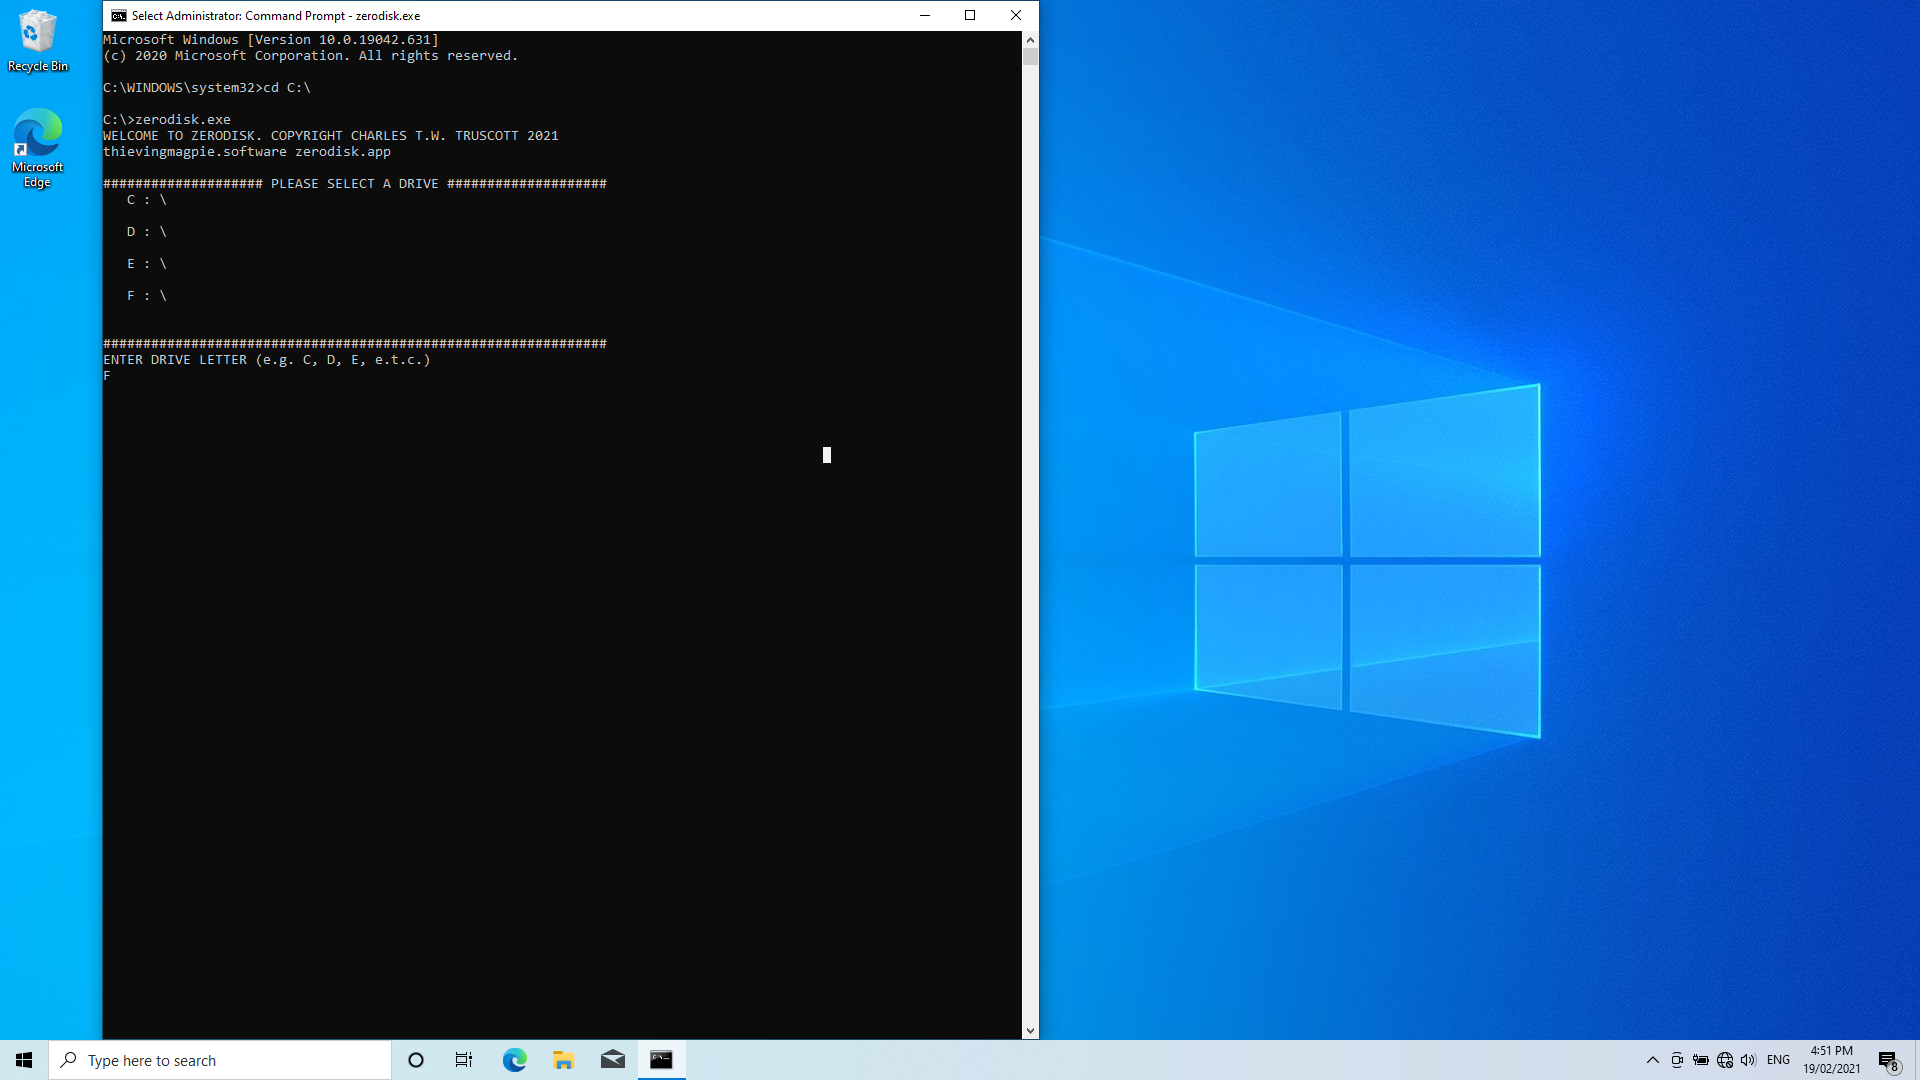 Recycle Bin
Microsoft
Edge
Select Administrator: Command Prompt - zerodisk.exe
Microsoft Windows [Version 10.0.19042.631]
(c) 2020 Microsoft Corporation. All rights reserved.
C:\WINDOWS\system32>cd C:\
C:\>zerodisk.exe
WELCOME TO ZERODISK. COPYRIGHT CHARLES T.W. TRUSCOTT 2021
thievingmagpie.software zerodisk.app
#################### PLEASE SELECT A DRIVE ####################
C : \
D : \
E : \
F : \
###############################################################
ENTER DRIVE LETTER (e.g. C, D, E, e.t.c.)
F
Type here to search
ENG
4:51 PM
19/02/2021
8